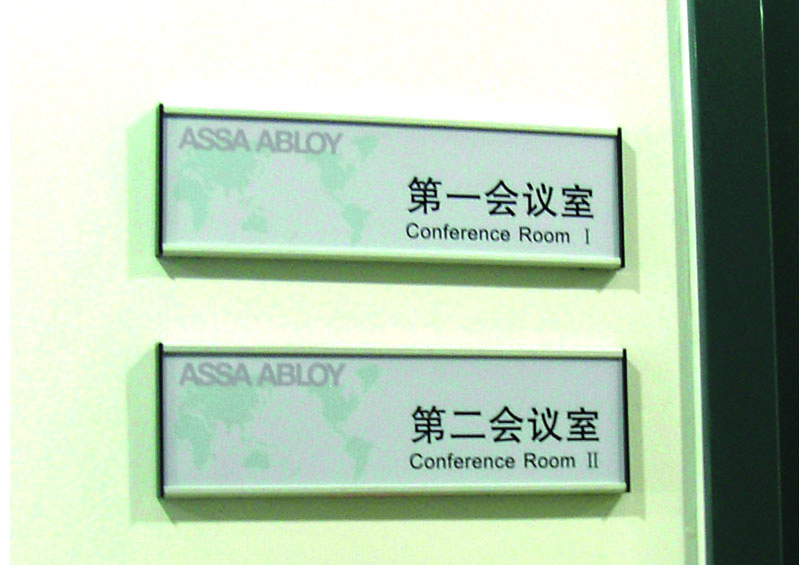 ASSA ABLOY
第一会议室
Conference Room Ⅰ
ASSA ABLOY
第二会议室
Conference Room Ⅱ